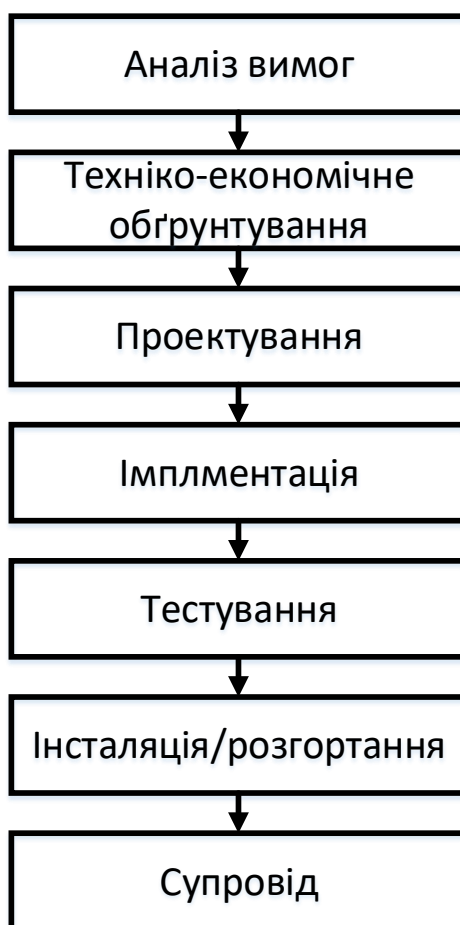 Аналіз вимог
Техніко-економічне
обґрунтування
Проектування
Імплментація
Тестування
Інсталяція/розгортання
Супровід